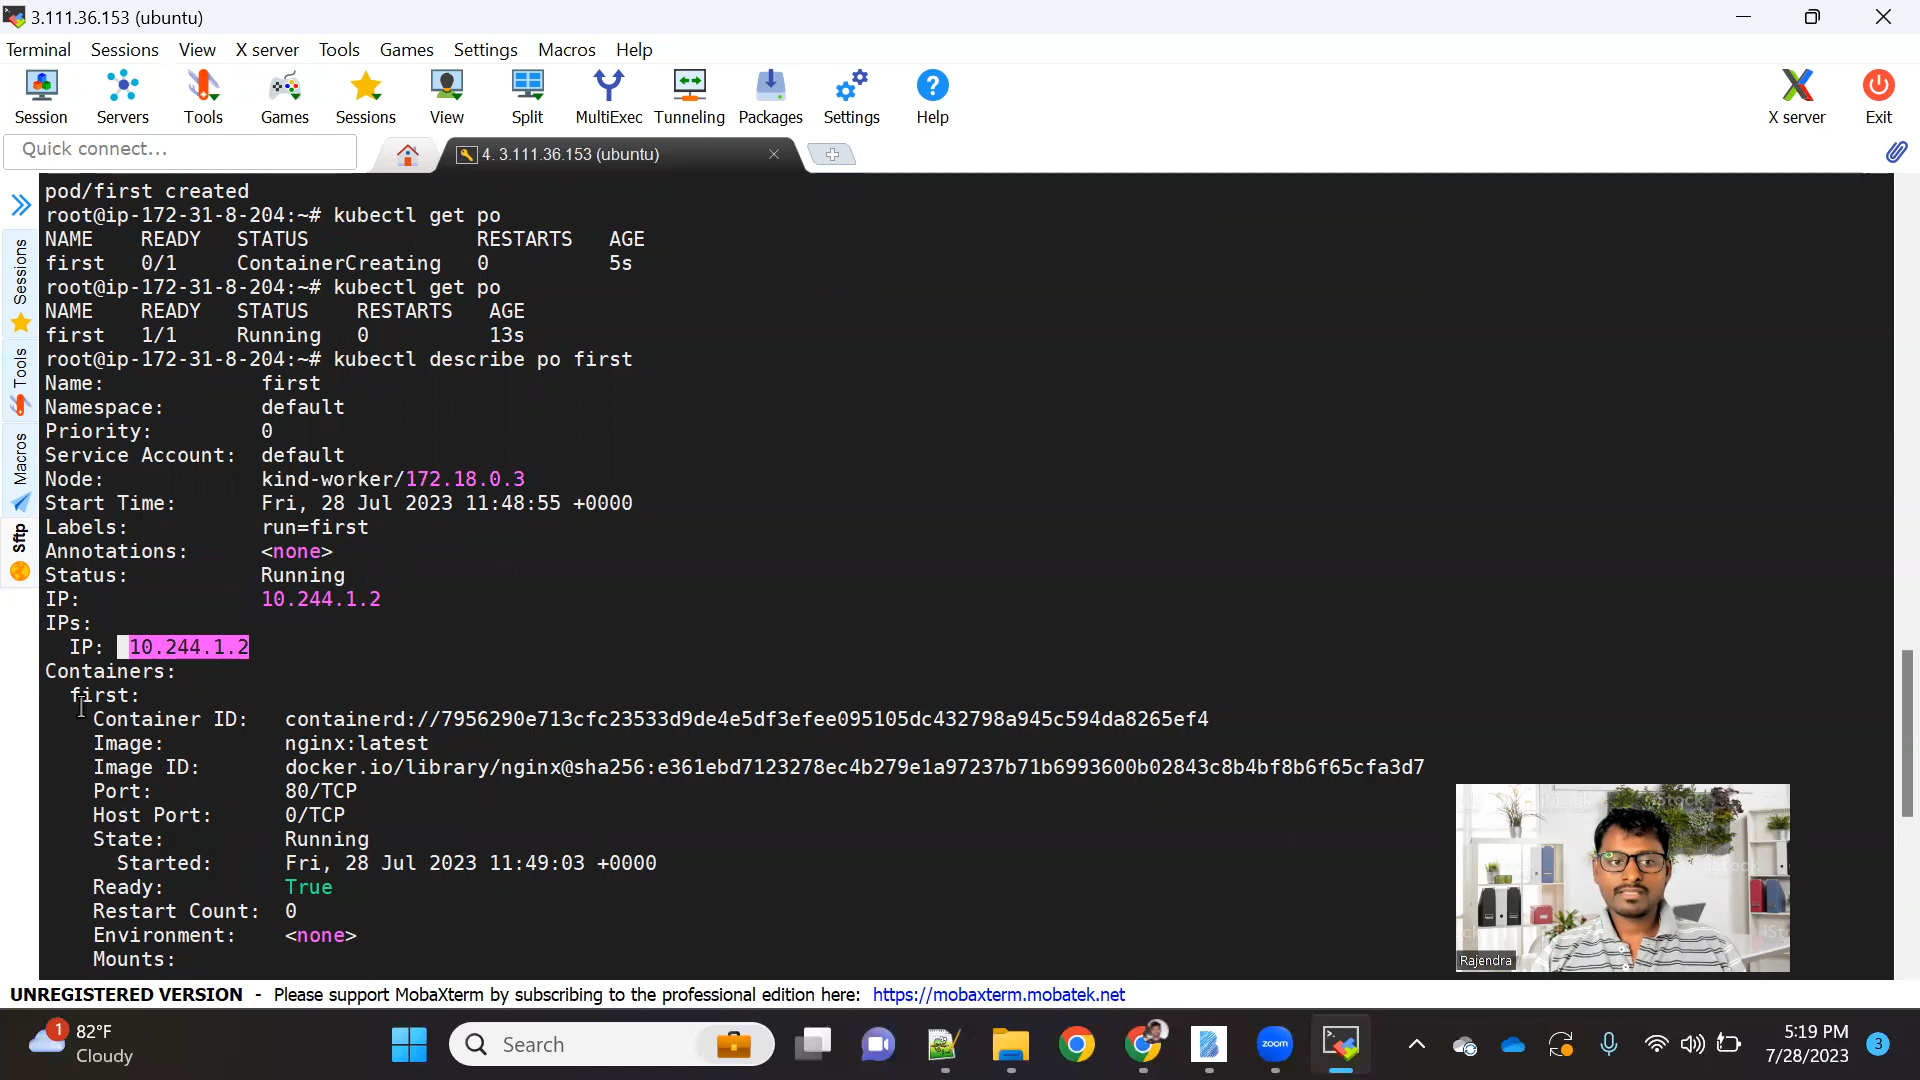 3.111.36.153 (ubuntu)
Terminal Sessions View X server Tools Games Settings Macros Help
Session Servers Tools Games Sessions View Split MultiExec Tunneling Packages Settings Help X server Exit
Quick connect...
4. 3.111.36.153 (ubuntu)
Sessions
Tools
Macros
Sftp
pod/first created
root@ip-172-31-8-204:~# kubectl get po
NAME READY STATUS RESTARTS AGE
first 0/1 ContainerCreating 0 5s
root@ip-172-31-8-204:~# kubectl get po
NAME READY STATUS RESTARTS AGE
first 1/1 Running 0 13s
root@ip-172-31-8-204:~# kubectl describe po first
Name: first
Namespace: default
Priority: 0
Service Account: default
Node: kind-worker/172.18.0.3
Start Time: Fri, 28 Jul 2023 11:48:55 +0000
Labels: run=first
Annotations: <none>
Status: Running
IP: 10.244.1.2
IPs:
IP: 10.244.1.2
Containers:
first:
Container ID: containerd://7956290e713cfc23533d9de4e5df3efee095105dc432798a945c594da8265ef4
Image: nginx:latest
Image ID: docker.io/library/nginx@sha256:e361ebd7123278ec4b279e1a97237b71b6993600b02843c8b4bf8b6f65cfa3d7
Port: 80/TCP
Host Port: 0/TCP
State: Running
Started: Fri, 28 Jul 2023 11:49:03 +0000
Ready: True
Restart Count: 0
Environment: <none>
Mounts:
Rajendra
UNREGISTERED VERSION - Please support MobaXterm by subscribing to the professional edition here: https://mobaxterm.mobatek.net
1
82°F
Cloudy
Search
zoom
5:19 PM
7/28/2023
3